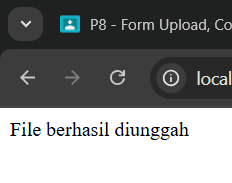 P8 - Form Upload, Co
local
File berhasil diunggah